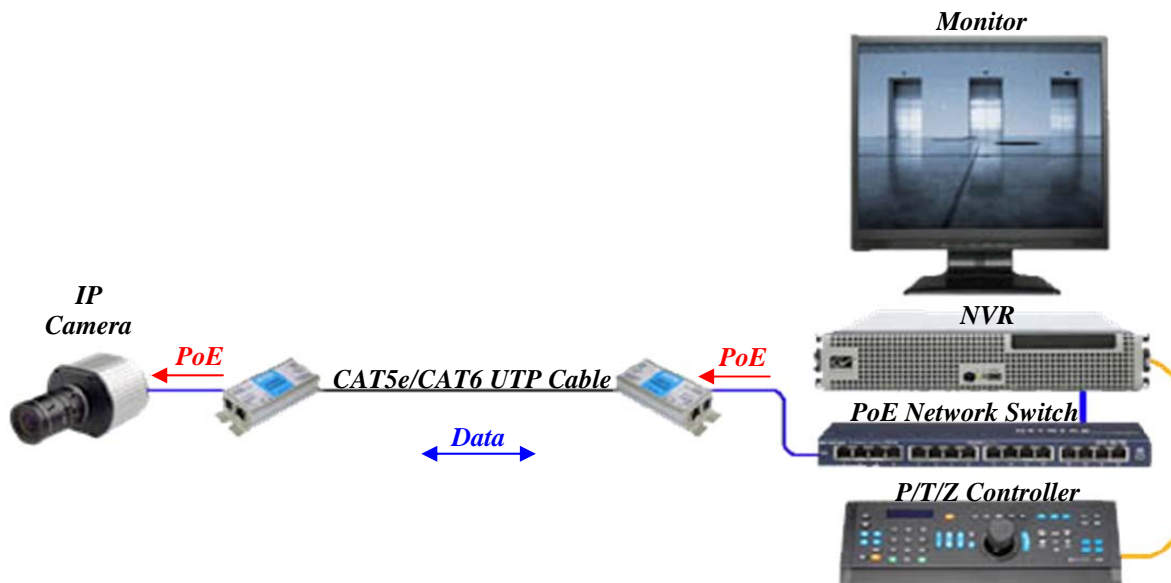 Monitor
IP
Camera
NVR
PoE
PoE
CAT5e/CAT6 UTP Cable
PoE Network Switch
Data
P/T/Z Controller